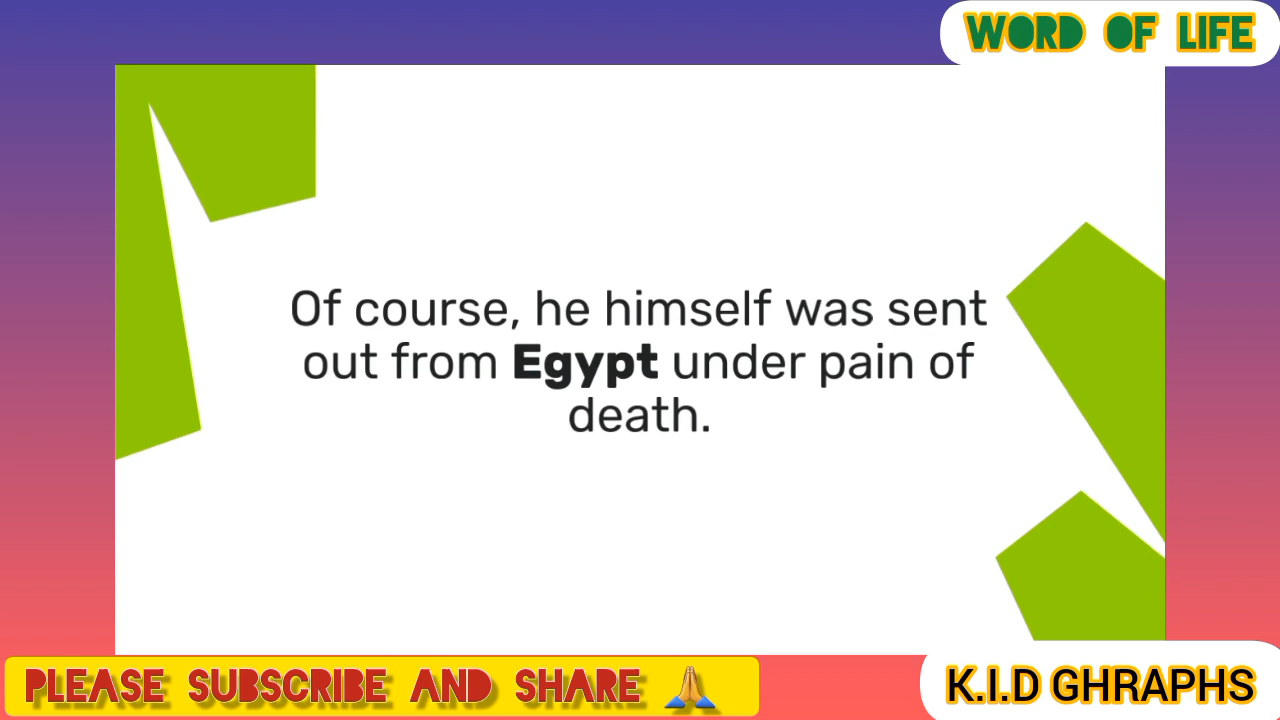 WORD OF LIFE
Of course, he himself was sent
out from Egypt under pain of
death.
PLEASE SUBSCRIBE AND SHARE 🙏
K.I.D GHRAPHS